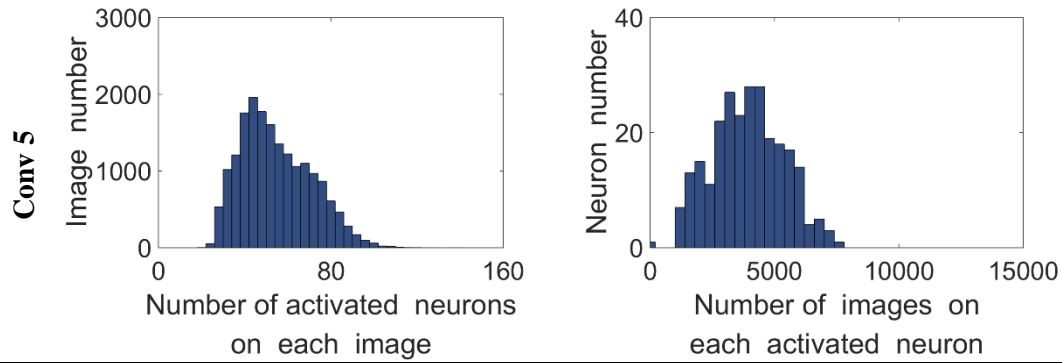 Conv 5
Image number
3000
2000
1000
0
0
80
160
Number of activated neurons
on each image
Neuron number
40
20
0
0
5000
10000
15000
Number of images on
each activated neuron